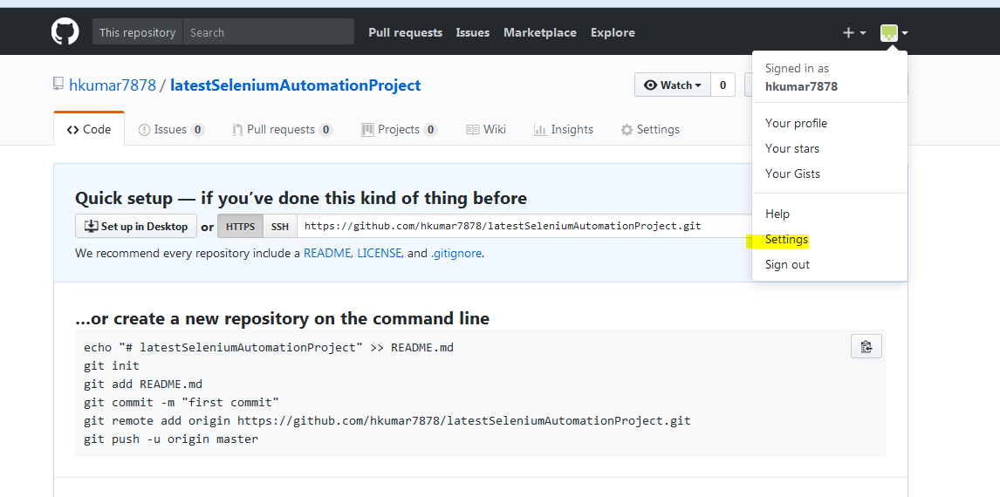 This repository Search Pull requests Issues Marketplace Explore
Signed in as
hkumar7878
Your profile
Your stars
Your Gists
Help
Settings
Sign out
hkumar7878 / latestSeleniumAutomationProject Watch 0
Code Issues 0 Pull requests 0 Projects 0 Wiki Insights Settings
Quick setup — if you’ve done this kind of thing before
Set up in Desktop or HTTPS SSH https://github.com/hkumar7878/latestSeleniumAutomationProject.git
We recommend every repository include a README, LICENSE, and .gitignore.
…or create a new repository on the command line
echo "# latestSeleniumAutomationProject" >> README.md
git init
git add README.md
git commit -m "first commit"
git remote add origin https://github.com/hkumar7878/latestSeleniumAutomationProject.git
git push -u origin master